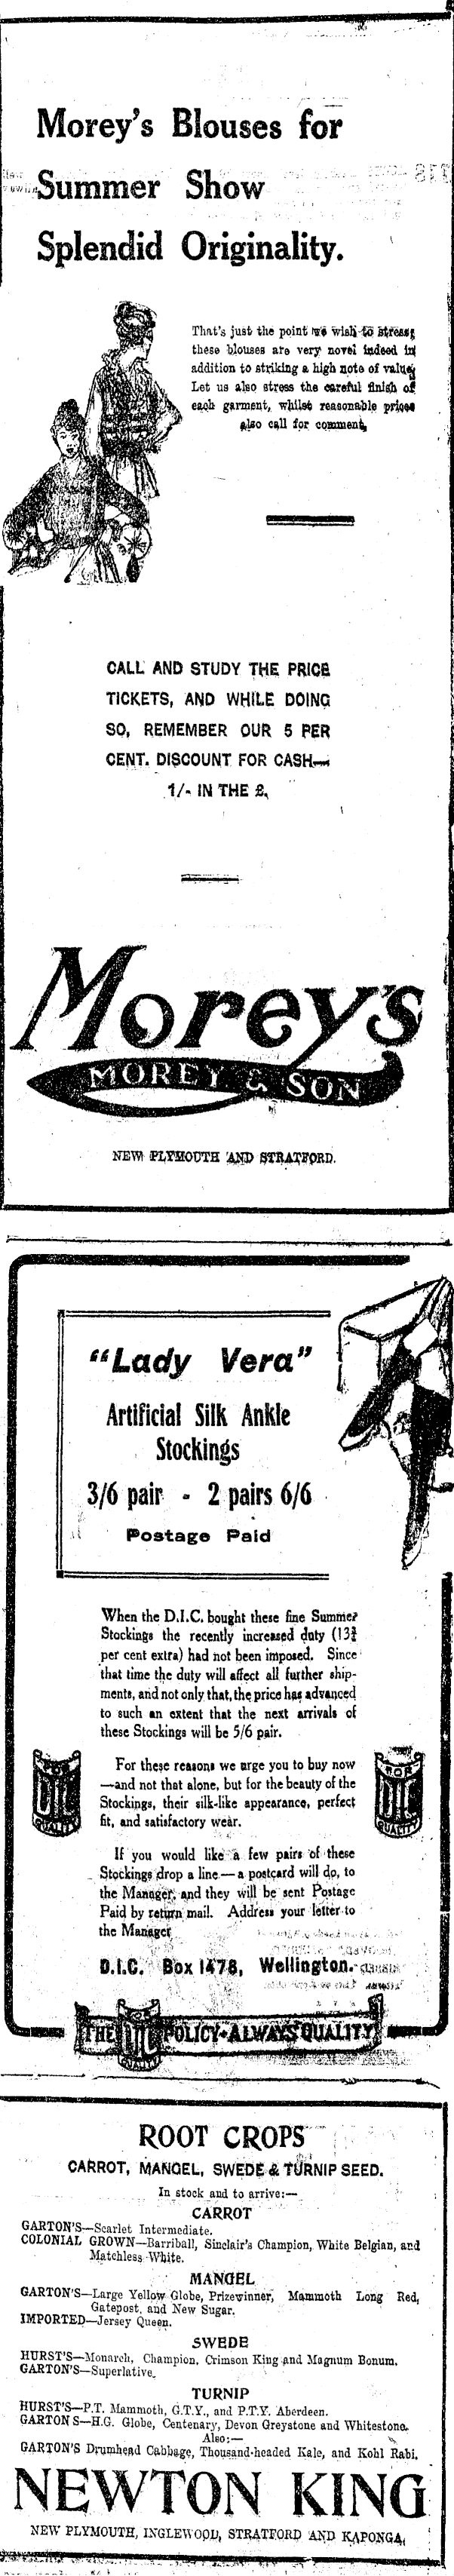 Morey's Blouses for
Summer Show
Splendid Originality.
That's just the point we wish to stress;
these blouses are very novel indeed in
addition to striking a high note of value;
Let us also stress the careful finish of
each garment, whilst reasonable prices
also call for comment,
CALL AND STUDY THE PRICE
TICKETS, AND WHILE DOING
SO, REMEMBER OUR 5 PER
CENT. DISCOUNT FOR CASH—
1/- IN THE £.
Morey's
MOREY & SON
NEW PLYMOUTH AND STRATFORD.
"Lady Vera"
Artificial Silk Ankle
Stockings
3/6 pair - 2 pairs 6/6
Postage Paid
When the D.I.C. bought these fine Summer
Stockings the recently increased duty (13¾
per cent extra) had not been imposed. Since
that time the duty will affect all further ship-
ments, and not only that, the price has advanced
to such an extent that the next arrivals of
these Stockings will be 5/6 pair.
For these reasons we urge you to buy now
—and not that alone, but for the beauty of the
Stockings, their silk-like appearance, perfect
fit, and satisfactory wear.
FOR DIC QUALITY
FOR DIC QUALITY
If you would like a few pairs of these
Stockings drop a line—a postcard will do, to
the Manager, and they will be sent Postage
Paid by return mail. Address your letter to
the Manager
D.I.C. Box 1478, Wellington.
THE DIC POLICY-ALWAYS QUALITY
ROOT CROPS
CARROT, MANGEL, SWEDE & TURNIP SEED.
In stock and to arrive:—
CARROT
GARTON'S—Scarlet Intermediate.
COLONIAL GROWN—Barriball, Sinclair's Champion, White Belgian, and
Matchless White.
MANGEL
GARTON'S—Large Yellow Globe, Prizewinner, Mammoth Long Red,
Gatepost, and New Sugar.
IMPORTED—Jersey Queen.
SWEDE
HURST'S—Monarch, Champion, Crimson King and Magnum Bonum.
GARTON'S—Superlative.
TURNIP
HURST'S—P.T. Mammoth, G.T.Y., and P.T.Y. Aberdeen.
GARTON S—H.G. Globe, Centenary, Devon Greystone and Whitestone.
Also:—
GARTON'S Drumhead Cabbage, Thousand-headed Kale, and Kohl Rabi.
NEWTON KING
NEW PLYMOUTH, INGLEWOOD, STRATFORD AND KAPONGA.